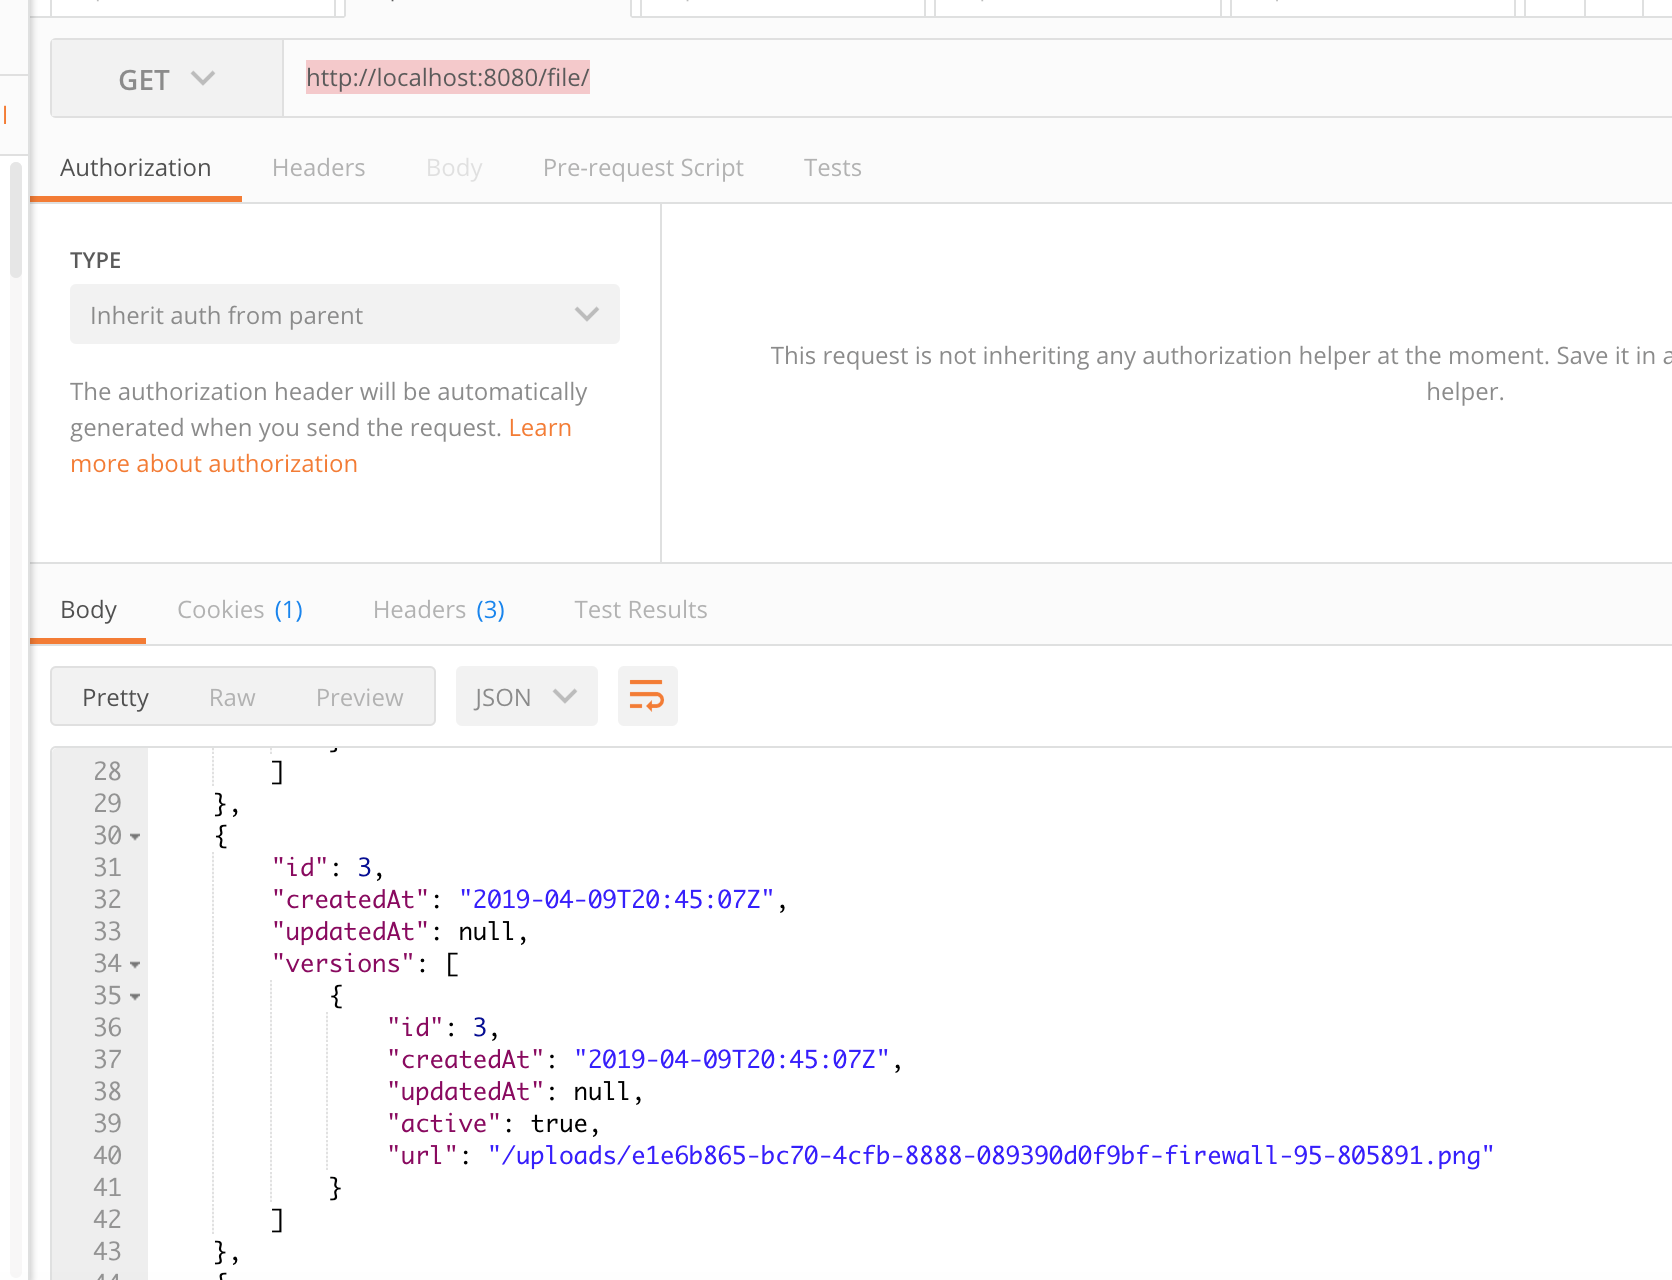 GET http://localhost:8080/file/
Authorization Headers Body Pre-request Script Tests
TYPE
Inherit auth from parent
The authorization header will be automatically
generated when you send the request. Learn
more about authorization
This request is not inheriting any authorization helper at the moment. Save it in a
helper.
Body Cookies (1) Headers (3) Test Results
Pretty Raw Preview JSON
28 ]
29 },
30 {
31 "id": 3,
32 "createdAt": "2019-04-09T20:45:07Z",
33 "updatedAt": null,
34 "versions": [
35 {
36 "id": 3,
37 "createdAt": "2019-04-09T20:45:07Z",
38 "updatedAt": null,
39 "active": true,
40 "url": "/uploads/e1e6b865-bc70-4cfb-8888-089390d0f9bf-firewall-95-805891.png"
41 }
42 ]
43 },